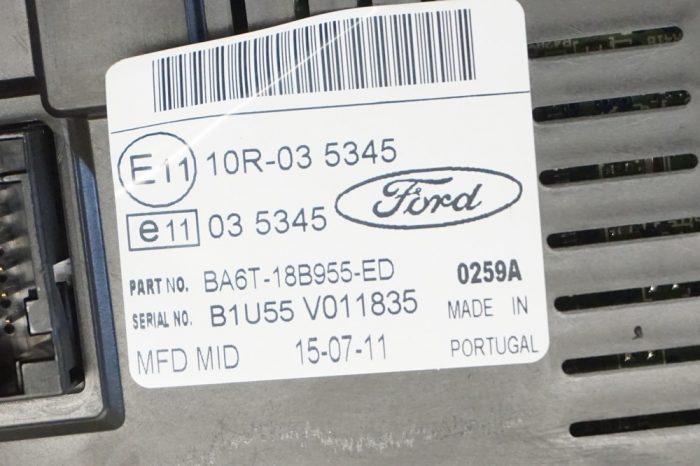 E11 10R-03 5345
e11 03 5345 Ford
PART NO. BA6T-18B955-ED 0259A
SERIAL NO. B1U55 V011835 MADE IN
MFD MID 15-07-11 PORTUGAL